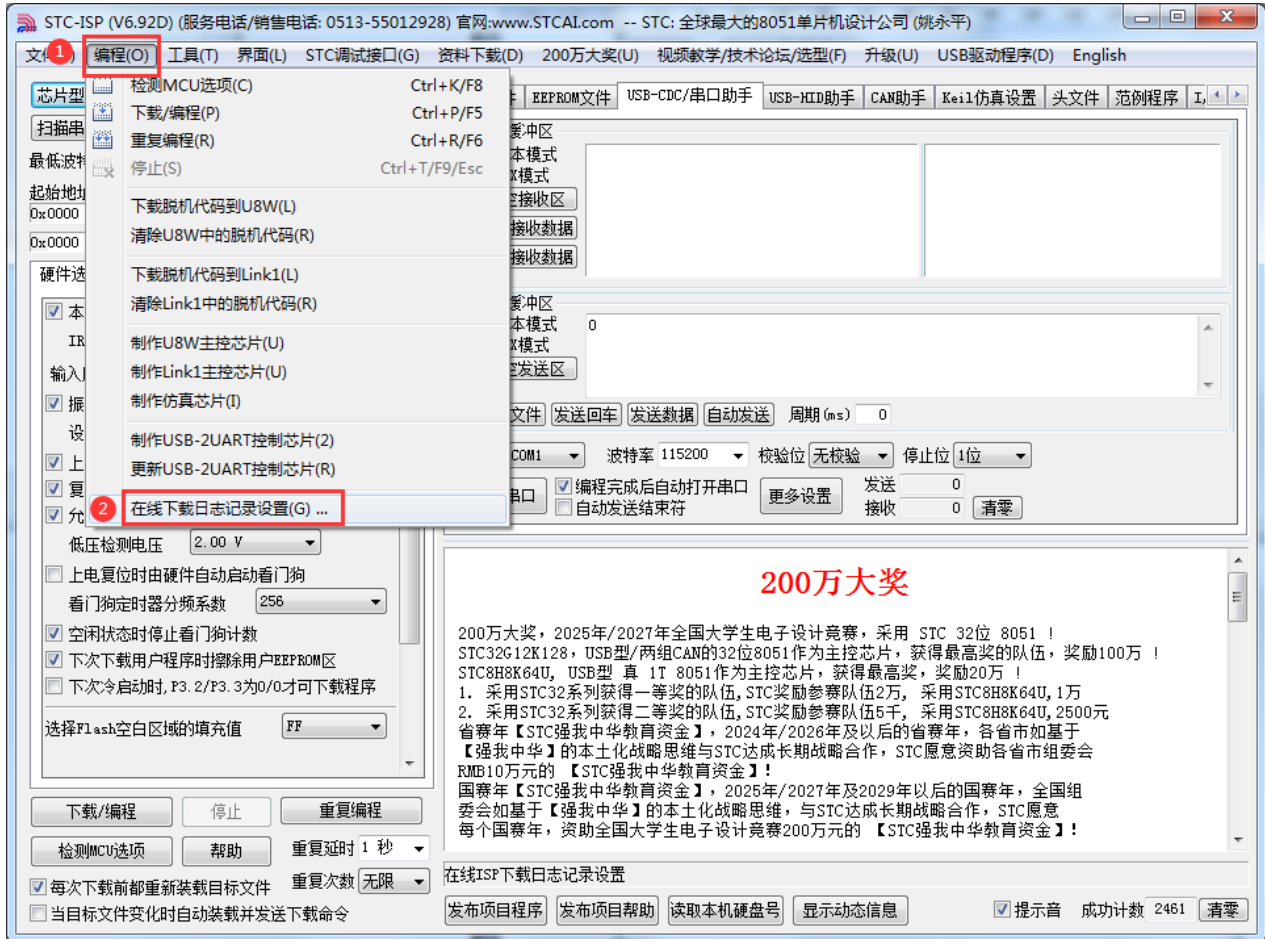 STC-ISP (V6.92D) (服务电话/销售电话: 0513-55012928) 官网:www.STCAI.com -- STC: 全球最大的8051单片机设计公司 (姚永平)
1 编程(O) 工具(T) 界面(L) STC调试接口(G) 资料下载(D) 200万大奖(U) 视频教学/技术论坛/选型(F) 升级(U) USB驱动程序(D) English
检测MCU选项(C) Ctrl+K/F8
下载/编程(P) Ctrl+P/F5
重复编程(R) Ctrl+R/F6
停止(S) Ctrl+T/F9/Esc
下载脱机代码到U8W(L)
清除U8W中的脱机代码(R)
下载脱机代码到Link1(L)
清除Link1中的脱机代码(R)
制作U8W主控芯片(U)
制作Link1主控芯片(U)
制作仿真芯片(I)
制作USB-2UART控制芯片(2)
更新USB-2UART控制芯片(R)
2 在线下载日志记录设置(G) ...
芯片型
扫描串
最低波特
起始地址
0x0000
0x0000
硬件选
本
IR
输入
振
设
上
复
允
低压检测电压 2.00 V
上电复位时由硬件自动启动看门狗
看门狗定时器分频系数 256
空闲状态时停止看门狗计数
下次下载用户程序时擦除用户EEPROM区
下次冷启动时,P3.2/P3.3为0/0才可下载程序
选择Flash空白区域的填充值 FF
下载/编程 停止 重复编程
检测MCU选项 帮助 重复延时 1 秒
每次下载前都重新装载目标文件 重复次数 无限
当目标文件变化时自动装载并发送下载命令
件 EEPROM文件 USB-CDC/串口助手 USB-HID助手 CAN助手 Keil仿真设置 头文件 范例程序 I,
缓冲区
本模式
X模式
空接收区
接收数据
接收数据
缓冲区
本模式 0
X模式
空发送区
文件 发送回车 发送数据 自动发送 周期(ms) 0
COM1 波特率 115200 校验位 无校验 停止位 1位
串口 编程完成后自动打开串口 更多设置 发送 0
自动发送结束符 接收 0 清零
200万大奖
200万大奖, 2025年/2027年全国大学生电子设计竞赛, 采用 STC 32位 8051 !
STC32G12K128, USB型/两组CAN的32位8051作为主控芯片, 获得最高奖的队伍, 奖励100万 !
STC8H8K64U, USB型 真 1T 8051作为主控芯片, 获得最高奖, 奖励20万 !
1. 采用STC32系列获得一等奖的队伍,STC奖励参赛队伍2万, 采用STC8H8K64U,1万
2. 采用STC32系列获得二等奖的队伍,STC奖励参赛队伍5千, 采用STC8H8K64U,2500元
省赛年【STC强我中华教育资金】, 2024年/2026年及以后的省赛年, 各省市如基于
【强我中华】的本土化战略思维与STC达成长期战略合作, STC愿意资助各省市组委会
RMB10万元的 【STC强我中华教育资金】!
国赛年【STC强我中华教育资金】, 2025年/2027年及2029年以后的国赛年, 全国组
委会如基于【强我中华】的本土化战略思维, 与STC达成长期战略合作, STC愿意
每个国赛年, 资助全国大学生电子设计竞赛200万元的 【STC强我中华教育资金】!
在线ISP下载日志记录设置
发布项目程序 发布项目帮助 读取本机硬盘号 显示动态信息 提示音 成功计数 2461 清零